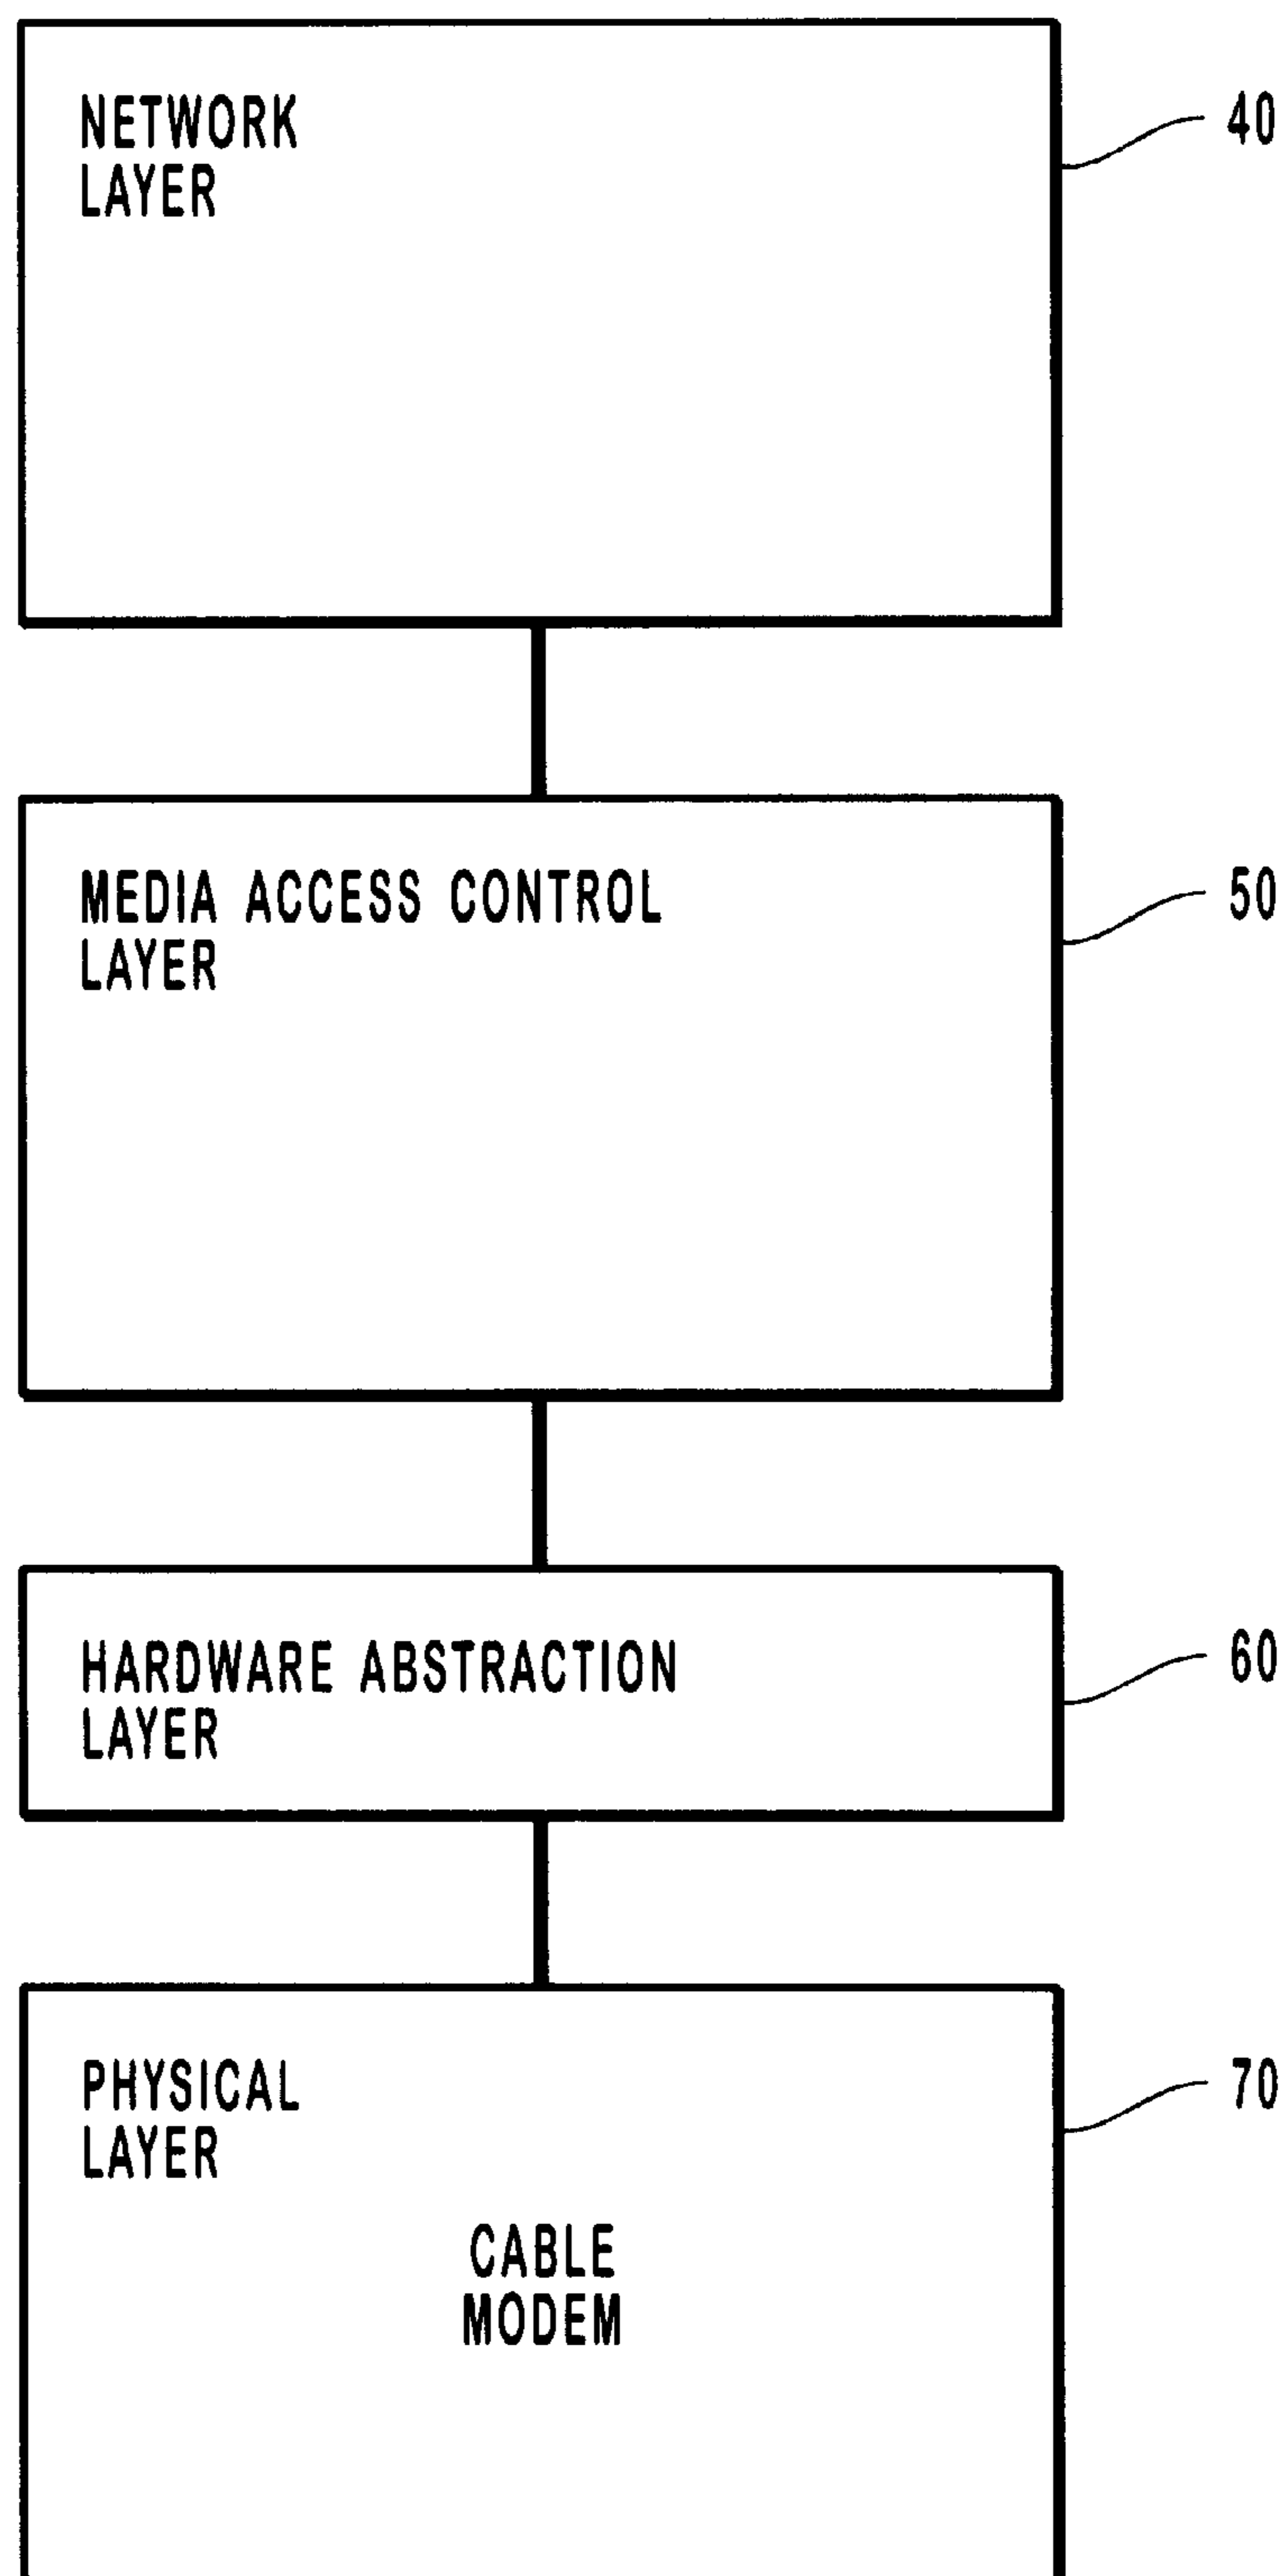 NETWORK
LAYER
40
MEDIA ACCESS CONTROL
LAYER
50
HARDWARE ABSTRACTION
LAYER
60
PHYSICAL
LAYER
70
CABLE
MODEM